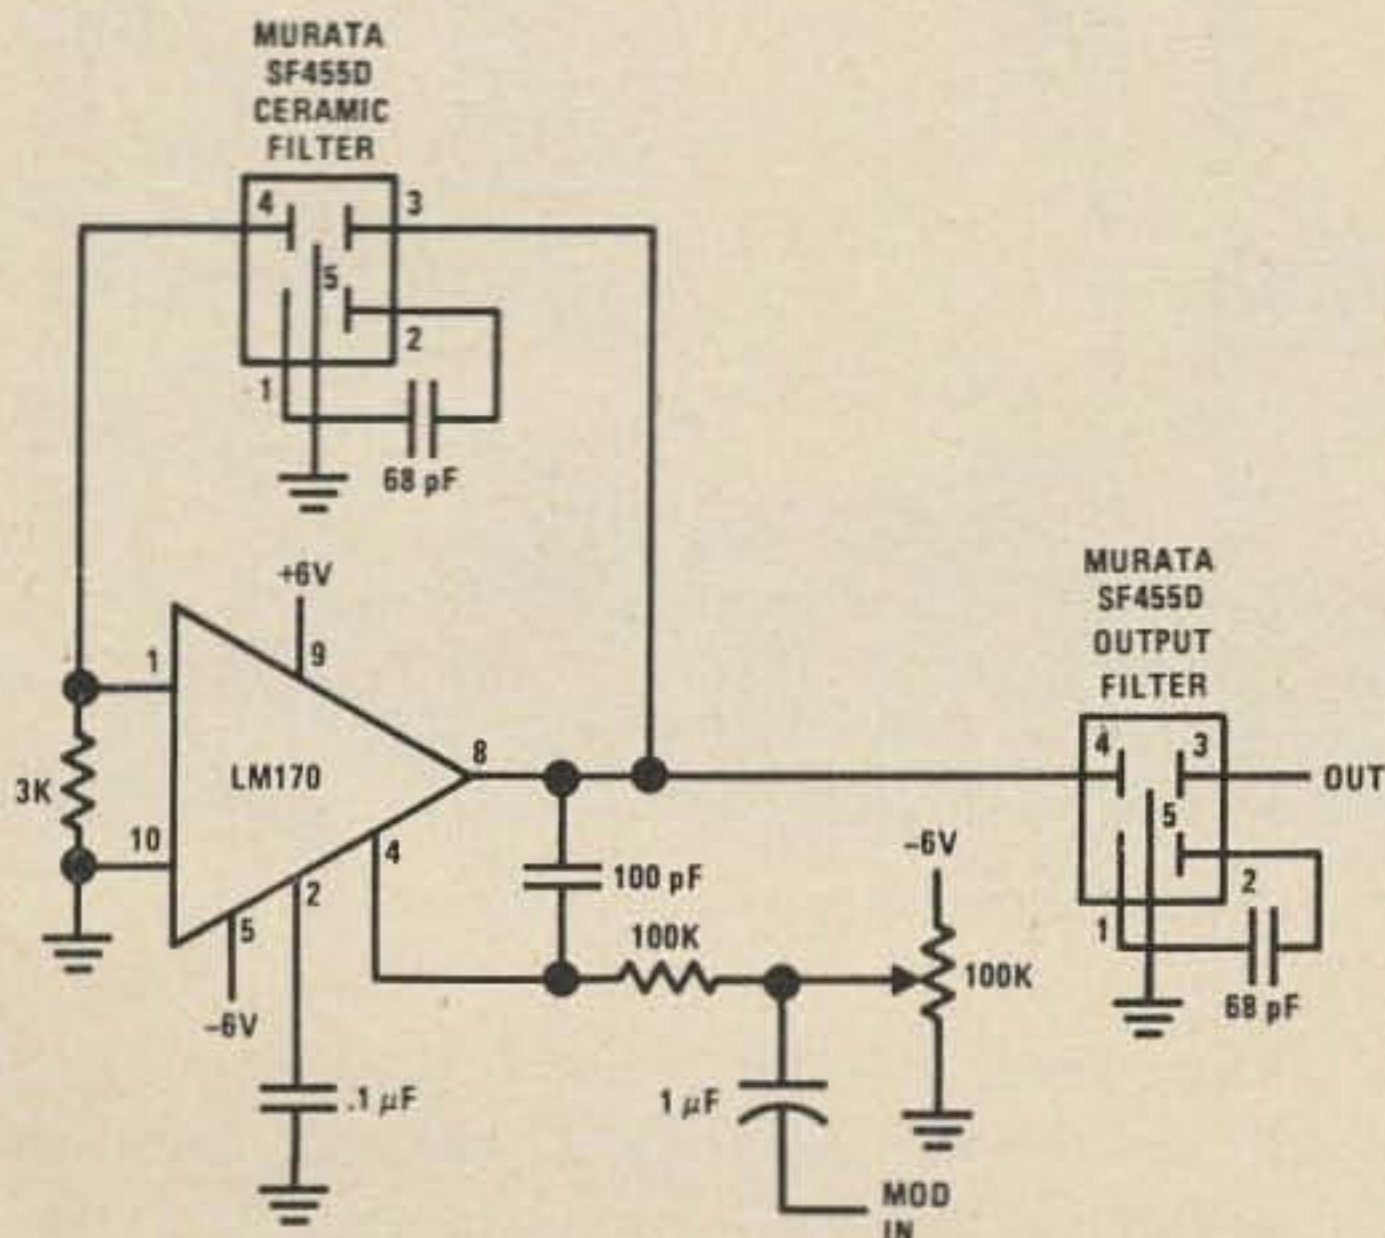 MURATA
SF455D
CERAMIC
FILTER
4
3
5
2
1
68 pF
+6V
9
1
3K
LM170
8
10
4
2
5
-6V
.1 μF
100 pF
100K
1 μF
MOD
IN
-6V
100K
MURATA
SF455D
OUTPUT
FILTER
4
3
5
2
1
68 pF
OUT